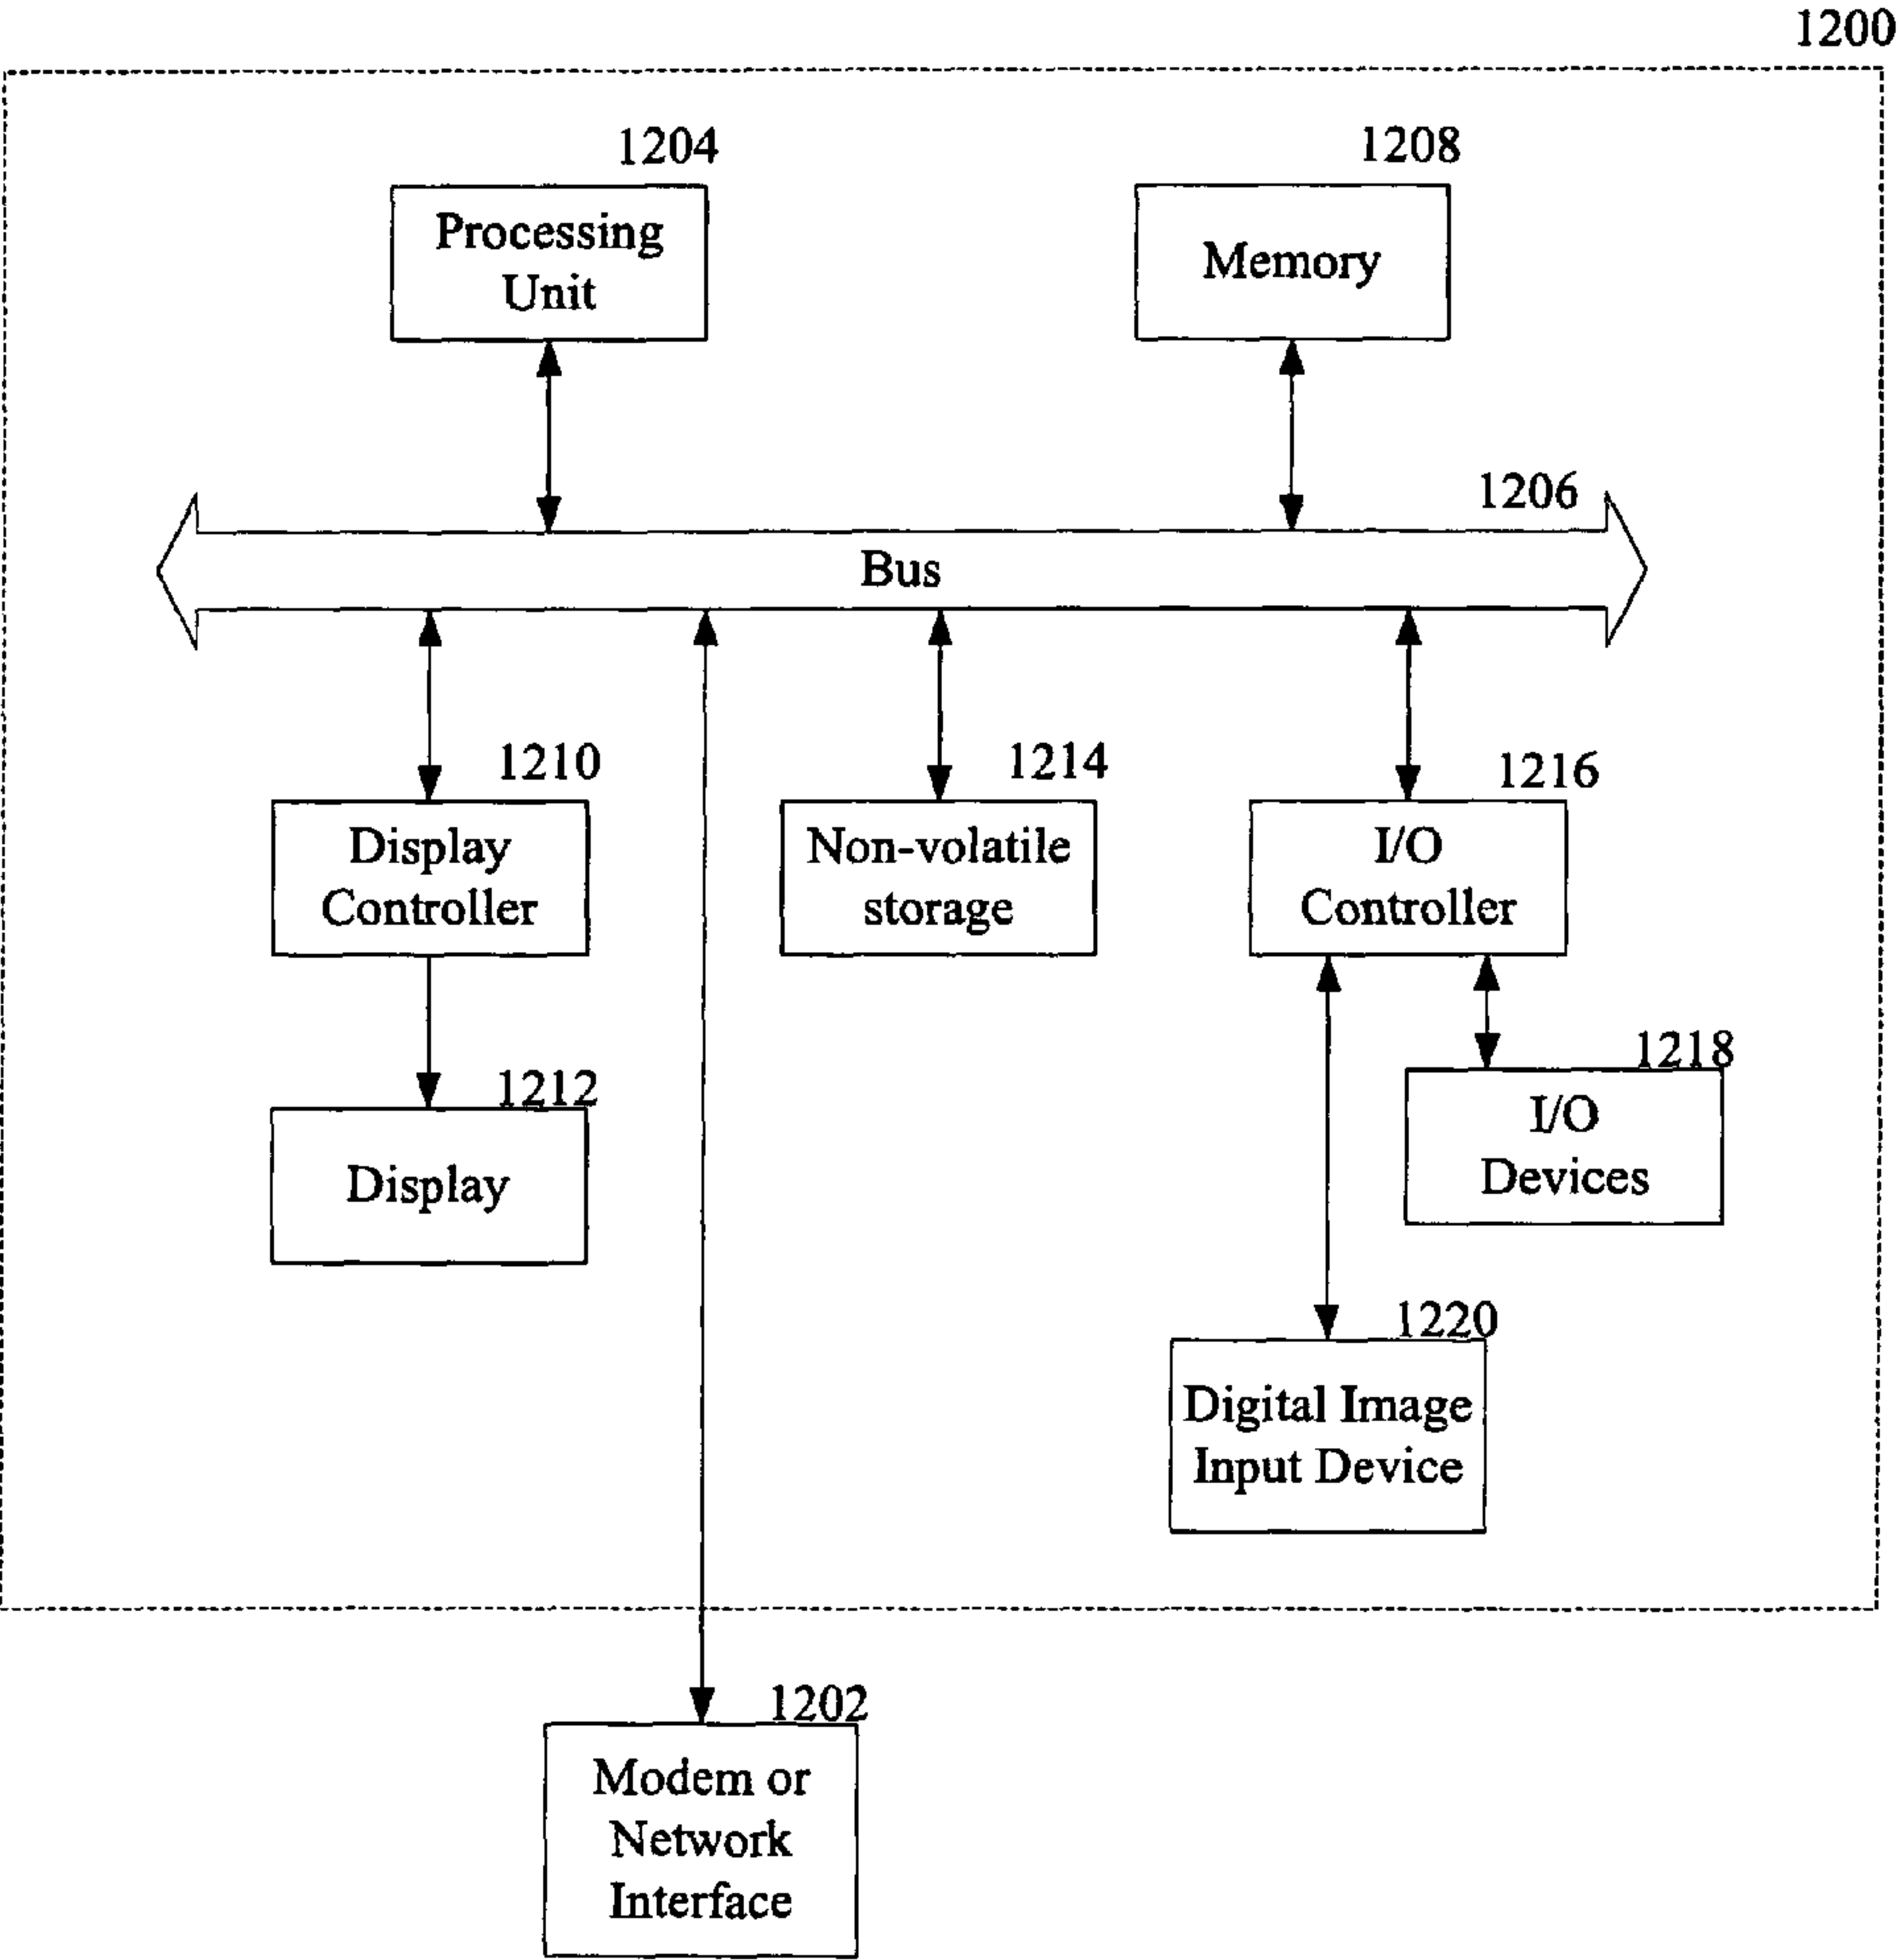 1200
1204
Processing
Unit
1208
Memory
1206
Bus
1210
Display
Controller
1214
Non-volatile
storage
1216
I/O
Controller
1212
Display
1218
I/O
Devices
1220
Digital Image
Input Device
1202
Modem or
Network
Interface